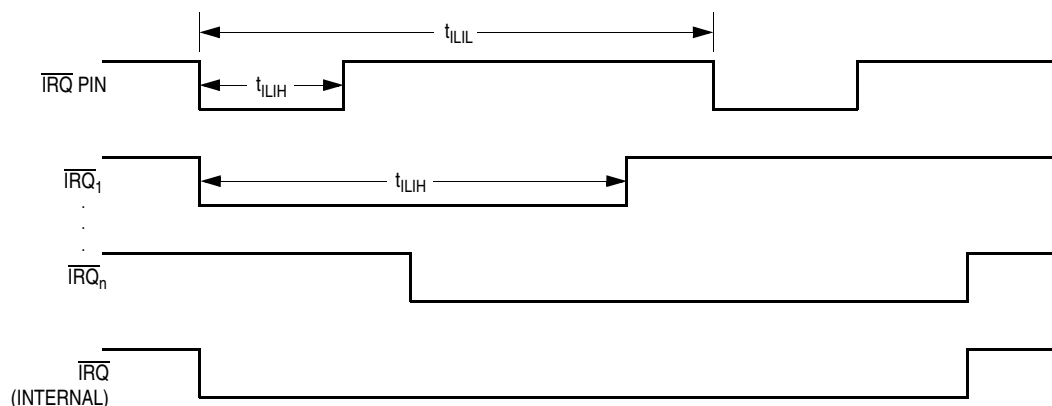 tILIL
IRQ PIN
tILIH
IRQ1
tILIH
.
.
.
IRQn
IRQ
(INTERNAL)